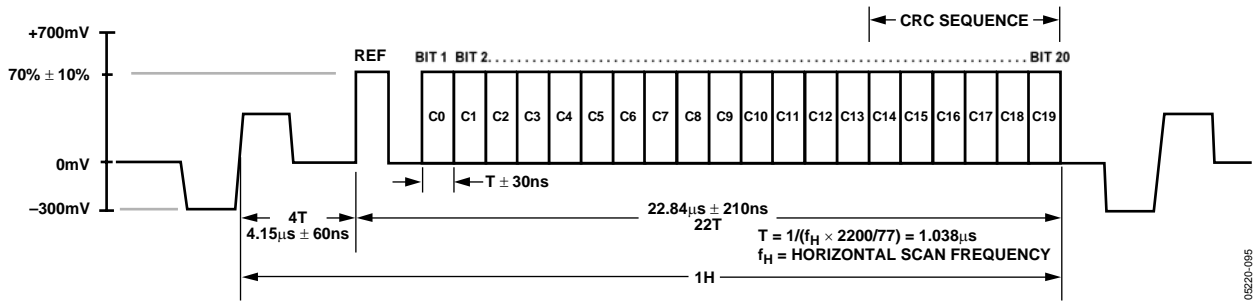 CRC SEQUENCE
+700mV
REF
BIT 1 BIT 2.......................................................................... BIT 20
70% ± 10%
C0 C1 C2 C3 C4 C5 C6 C7 C8 C9 C10 C11 C12 C13 C14 C15 C16 C17 C18 C19
0mV
T ± 30ns
–300mV
4T
4.15μs ± 60ns
22.84μs ± 210ns
22T
T = 1/(fH × 2200/77) = 1.038μs
fH = HORIZONTAL SCAN FREQUENCY
1H
05220-095